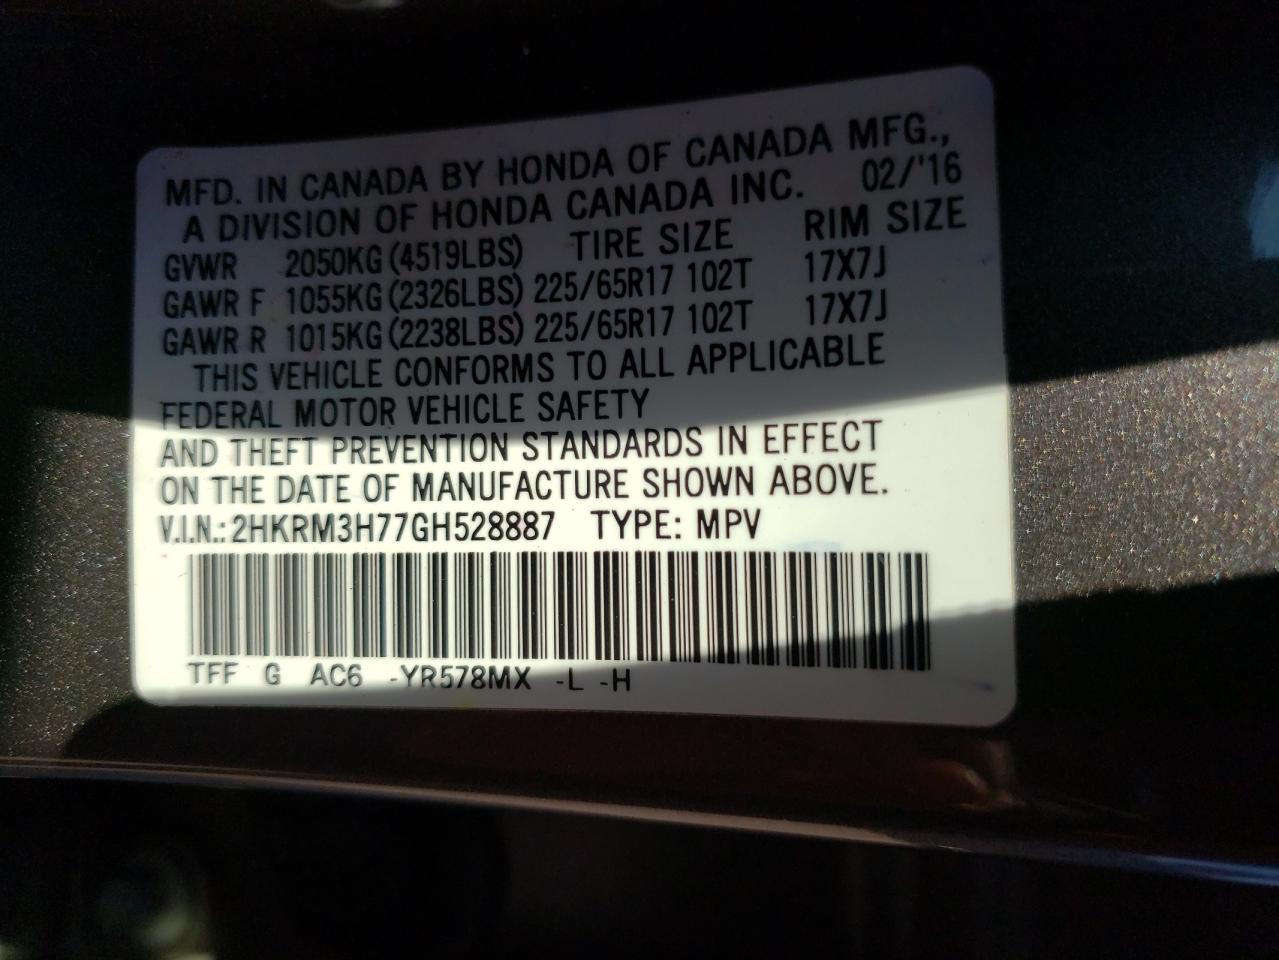 MFD. IN CANADA BY HONDA OF CANADA MFG.,
A DIVISION OF HONDA CANADA INC. 02/'16
GVWR 2050KG (4519LBS) TIRE SIZE RIM SIZE
GAWR F 1055KG (2326LBS) 225/65R17 102T 17X7J
GAWR R 1015KG (2238LBS) 225/65R17 102T 17X7J
THIS VEHICLE CONFORMS TO ALL APPLICABLE
FEDERAL MOTOR VEHICLE SAFETY
AND THEFT PREVENTION STANDARDS IN EFFECT
ON THE DATE OF MANUFACTURE SHOWN ABOVE.
V.I.N.: 2HKRM3H77GH528887 TYPE: MPV
TFF G AC6 -YR578MX -L -H